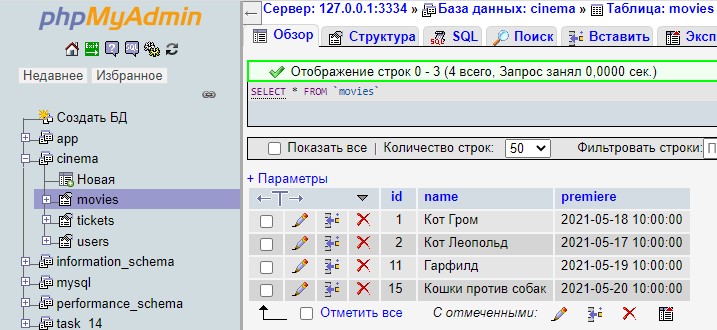 phpMyAdmin
Недавнее Избранное
Создать БД
app
cinema
Новая
movies
tickets
users
information_schema
mysql
performance_schema
task_14
Сервер: 127.0.0.1:3334 » База данных: cinema » Таблица: movies
Обзор Структура SQL Поиск Вставить Эксп
Отображение строк 0 - 3 (4 всего, Запрос занял 0,0000 сек.)
SELECT * FROM `movies`
Показать все | Количество строк: 50 Фильтровать строки: П
+ Параметры
←T→ id name premiere
1 Кот Гром 2021-05-18 10:00:00
2 Кот Леопольд 2021-05-17 10:00:00
11 Гарфилд 2021-05-19 10:00:00
15 Кошки против собак 2021-05-20 10:00:00
Отметить все С отмеченными: